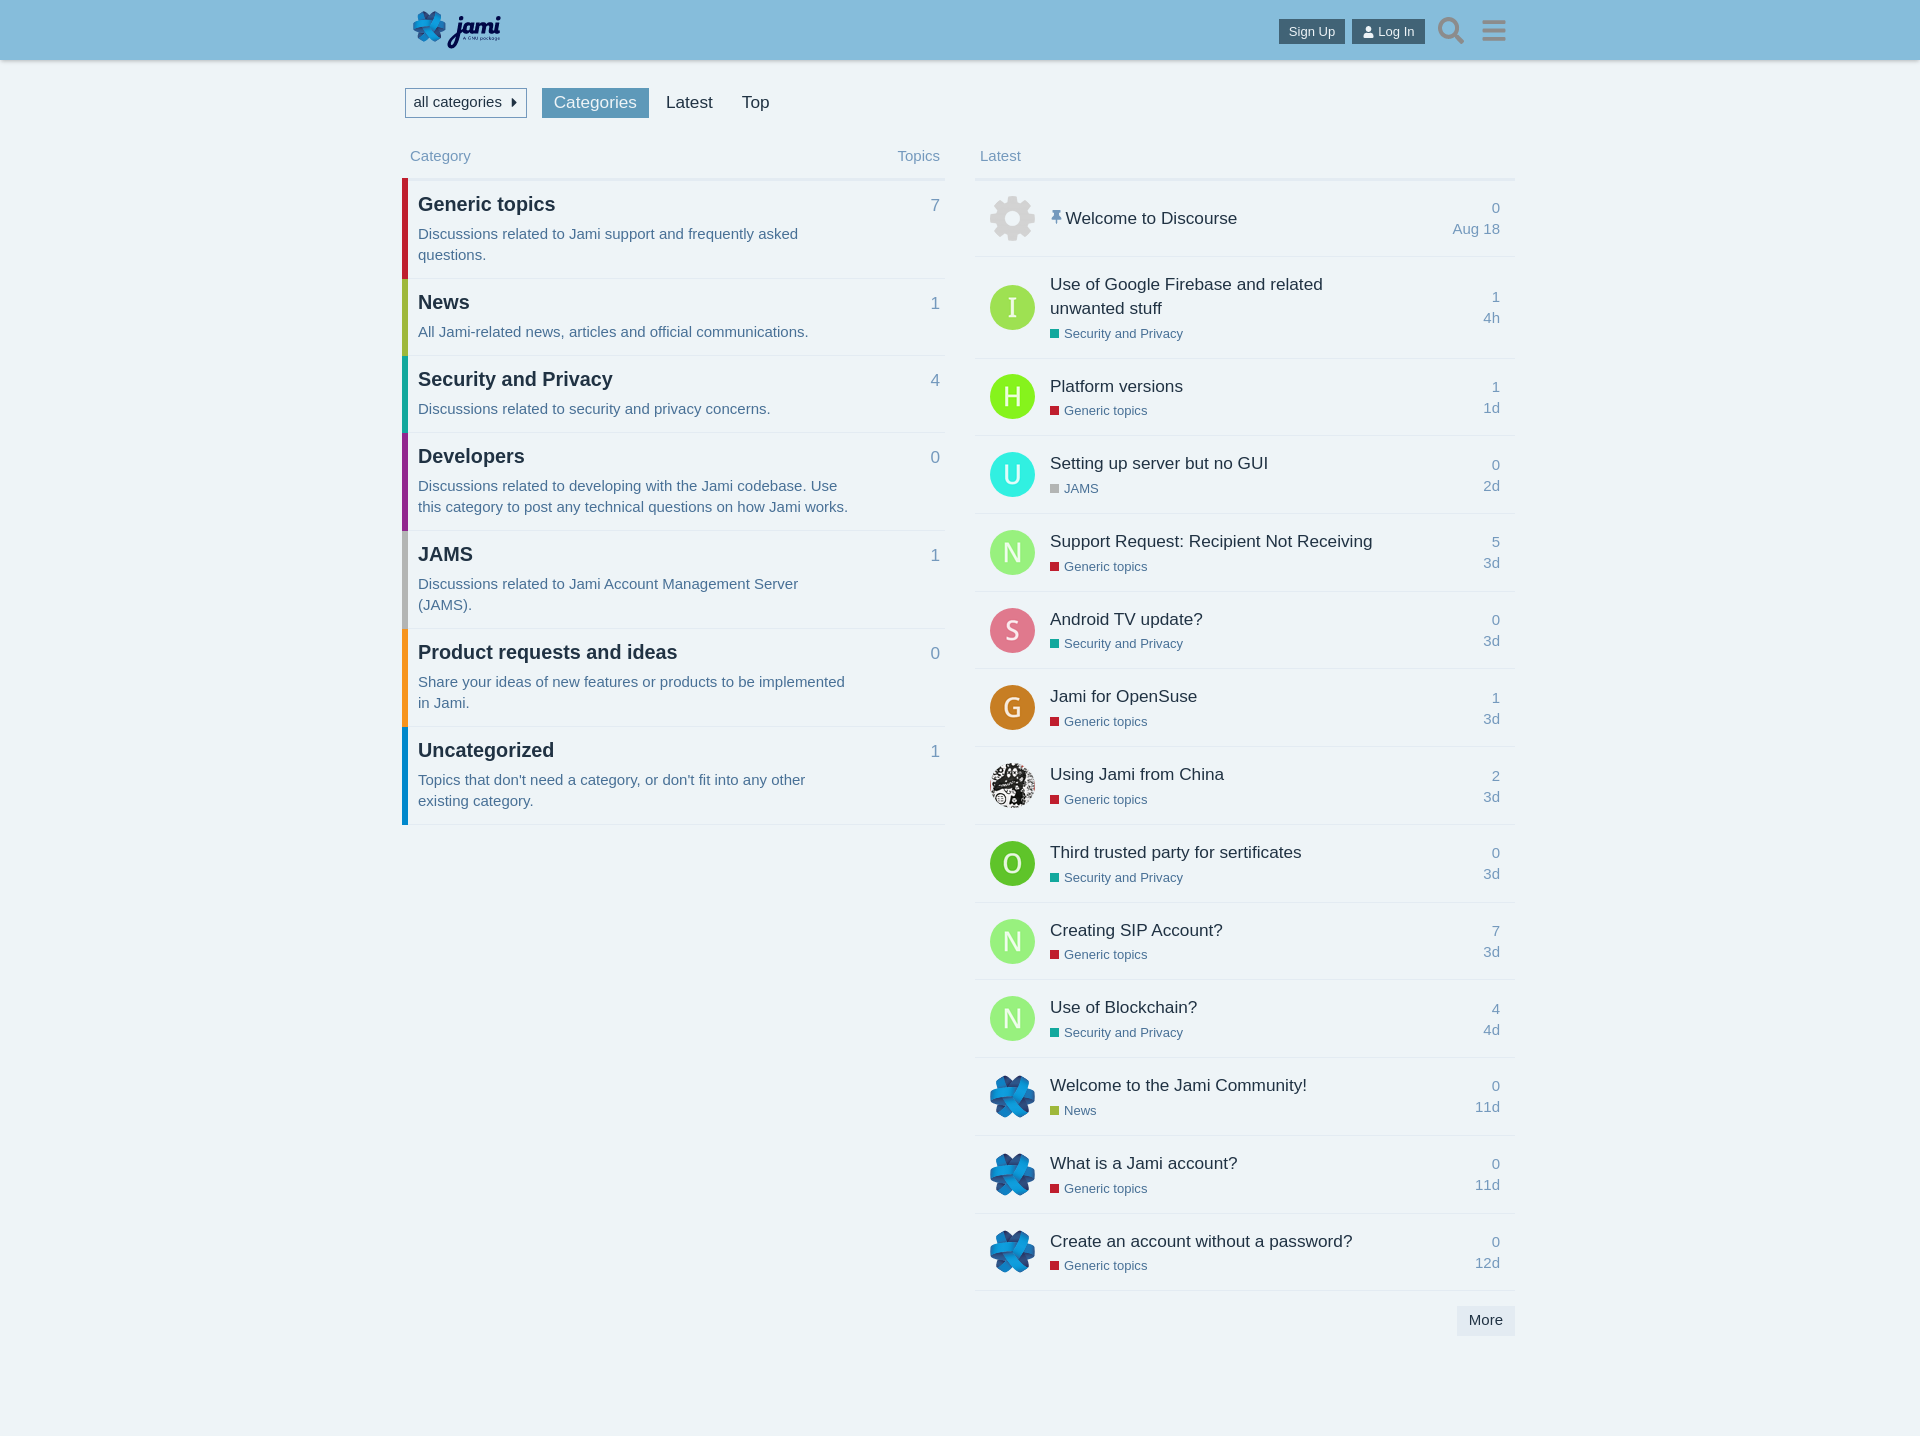 jami
A GNU package
Sign Up
Log In
all categories
Categories
Latest
Top
Category
Topics
Generic topics
7
Discussions related to Jami support and frequently asked
questions.
News
1
All Jami-related news, articles and official communications.
Security and Privacy
4
Discussions related to security and privacy concerns.
Developers
0
Discussions related to developing with the Jami codebase. Use
this category to post any technical questions on how Jami works.
JAMS
1
Discussions related to Jami Account Management Server
(JAMS).
Product requests and ideas
0
Share your ideas of new features or products to be implemented
in Jami.
Uncategorized
1
Topics that don't need a category, or don't fit into any other
existing category.
Latest
Welcome to Discourse
0
Aug 18
I
Use of Google Firebase and related
unwanted stuff
Security and Privacy
1
4h
H
Platform versions
Generic topics
1
1d
U
Setting up server but no GUI
JAMS
0
2d
N
Support Request: Recipient Not Receiving
Generic topics
5
3d
S
Android TV update?
Security and Privacy
0
3d
G
Jami for OpenSuse
Generic topics
1
3d
Using Jami from China
Generic topics
2
3d
O
Third trusted party for sertificates
Security and Privacy
0
3d
N
Creating SIP Account?
Generic topics
7
3d
N
Use of Blockchain?
Security and Privacy
4
4d
Welcome to the Jami Community!
News
0
11d
What is a Jami account?
Generic topics
0
11d
Create an account without a password?
Generic topics
0
12d
More